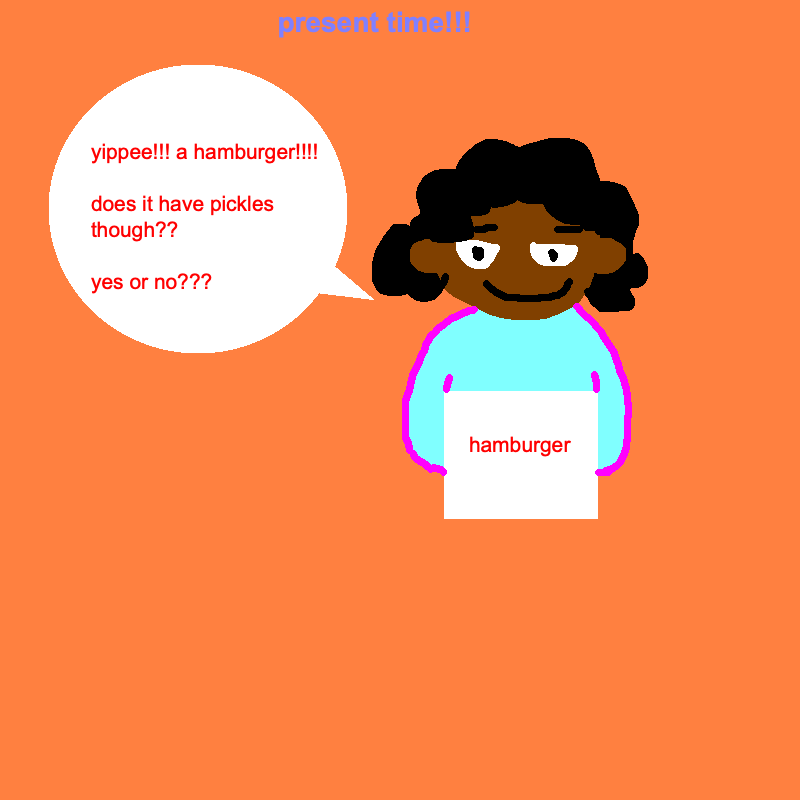 present time!!!
yippee!!! a hamburger!!!!
does it have pickles
though??
yes or no???
hamburger